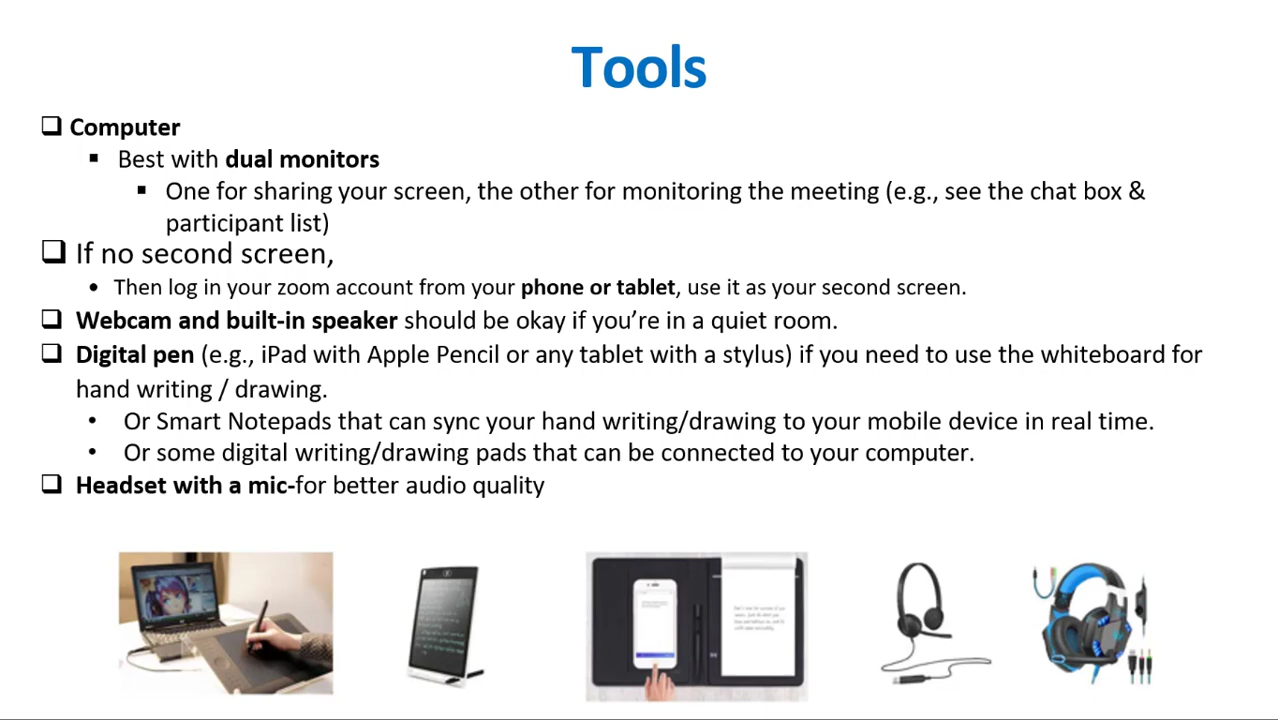 Tools
❑ Computer
▪ Best with dual monitors
▪ One for sharing your screen, the other for monitoring the meeting (e.g., see the chat box &
participant list)
❑ If no second screen,
• Then log in your zoom account from your phone or tablet, use it as your second screen.
❑ Webcam and built-in speaker should be okay if you’re in a quiet room.
❑ Digital pen (e.g., iPad with Apple Pencil or any tablet with a stylus) if you need to use the whiteboard for
hand writing / drawing.
• Or Smart Notepads that can sync your hand writing/drawing to your mobile device in real time.
• Or some digital writing/drawing pads that can be connected to your computer.
❑ Headset with a mic-for better audio quality